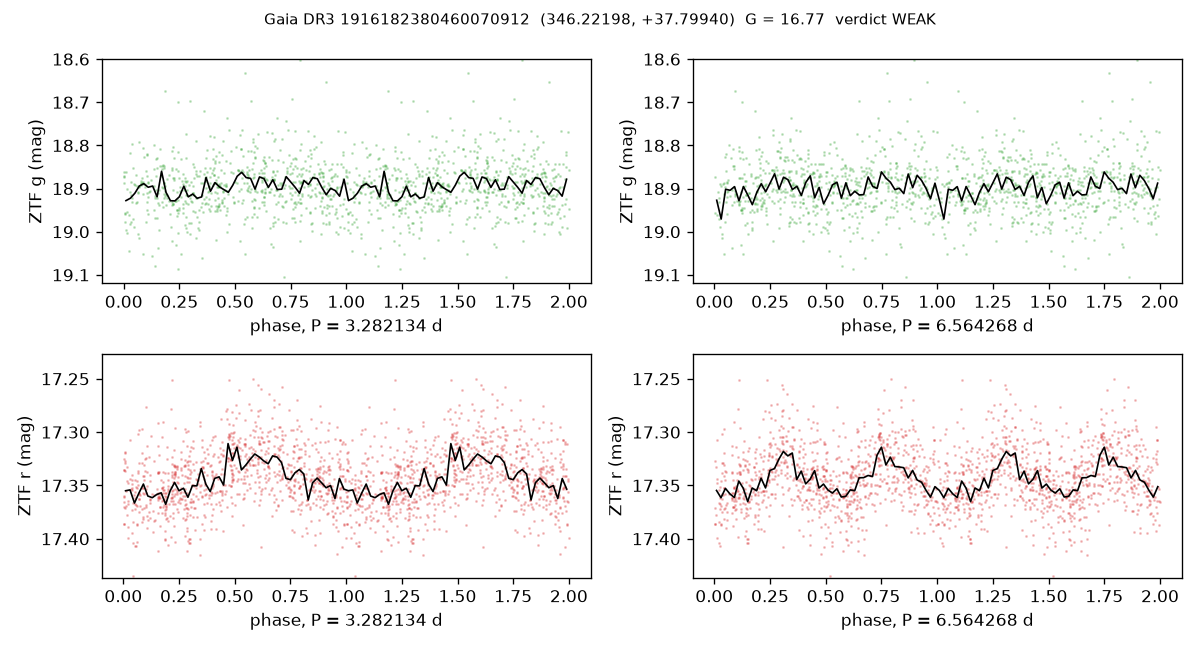 Gaia DR3 1916182380460070912  (346.22198, +37.79940)  G = 16.77  verdict WEAK
ZTF g (mag)
18.6
18.7
18.8
18.9
19.0
19.1
0.00 0.25 0.50 0.75 1.00 1.25 1.50 1.75 2.00
phase, P = 3.282134 d
ZTF g (mag)
18.6
18.7
18.8
18.9
19.0
19.1
0.00 0.25 0.50 0.75 1.00 1.25 1.50 1.75 2.00
phase, P = 6.564268 d
ZTF r (mag)
17.25
17.30
17.35
17.40
0.00 0.25 0.50 0.75 1.00 1.25 1.50 1.75 2.00
phase, P = 3.282134 d
ZTF r (mag)
17.25
17.30
17.35
17.40
0.00 0.25 0.50 0.75 1.00 1.25 1.50 1.75 2.00
phase, P = 6.564268 d